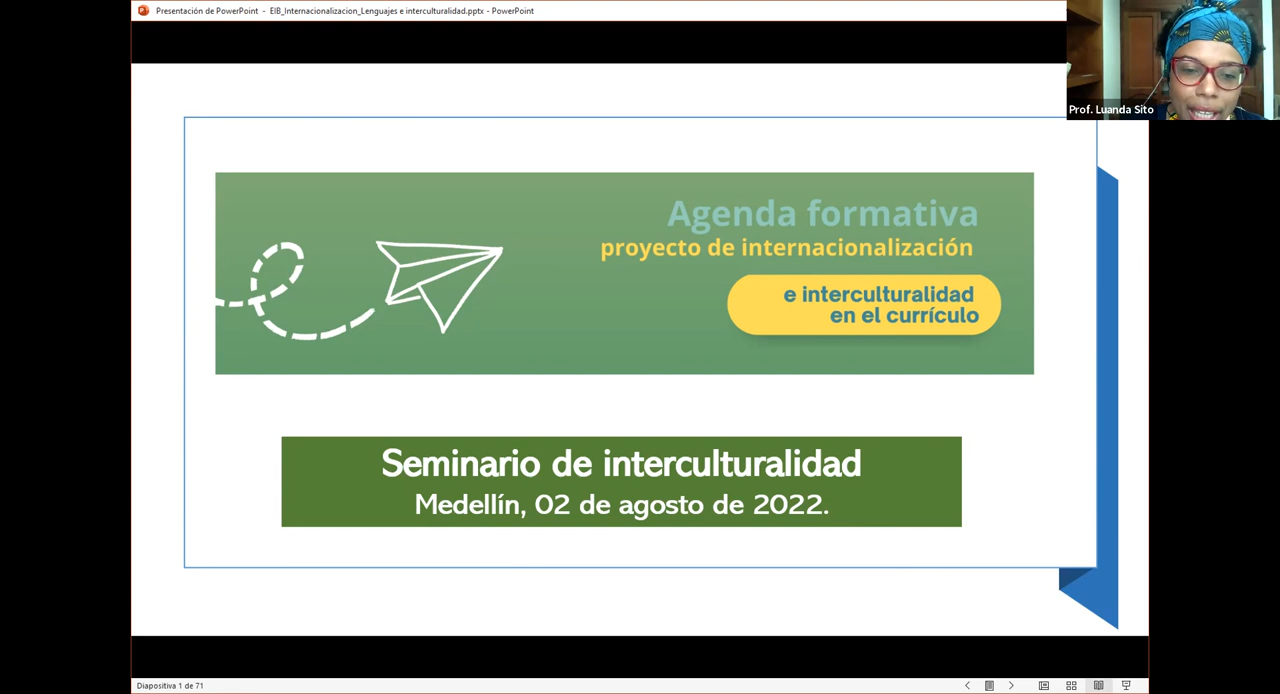 Presentación de PowerPoint - EIB_Internacionalizacion_Lenguajes e interculturalidad.pptx - PowerPoint
Prof. Luanda Sito
Agenda formativa
proyecto de internacionalización
e interculturalidad
en el currículo
Seminario de interculturalidad
Medellín, 02 de agosto de 2022.
Diapositiva 1 de 71